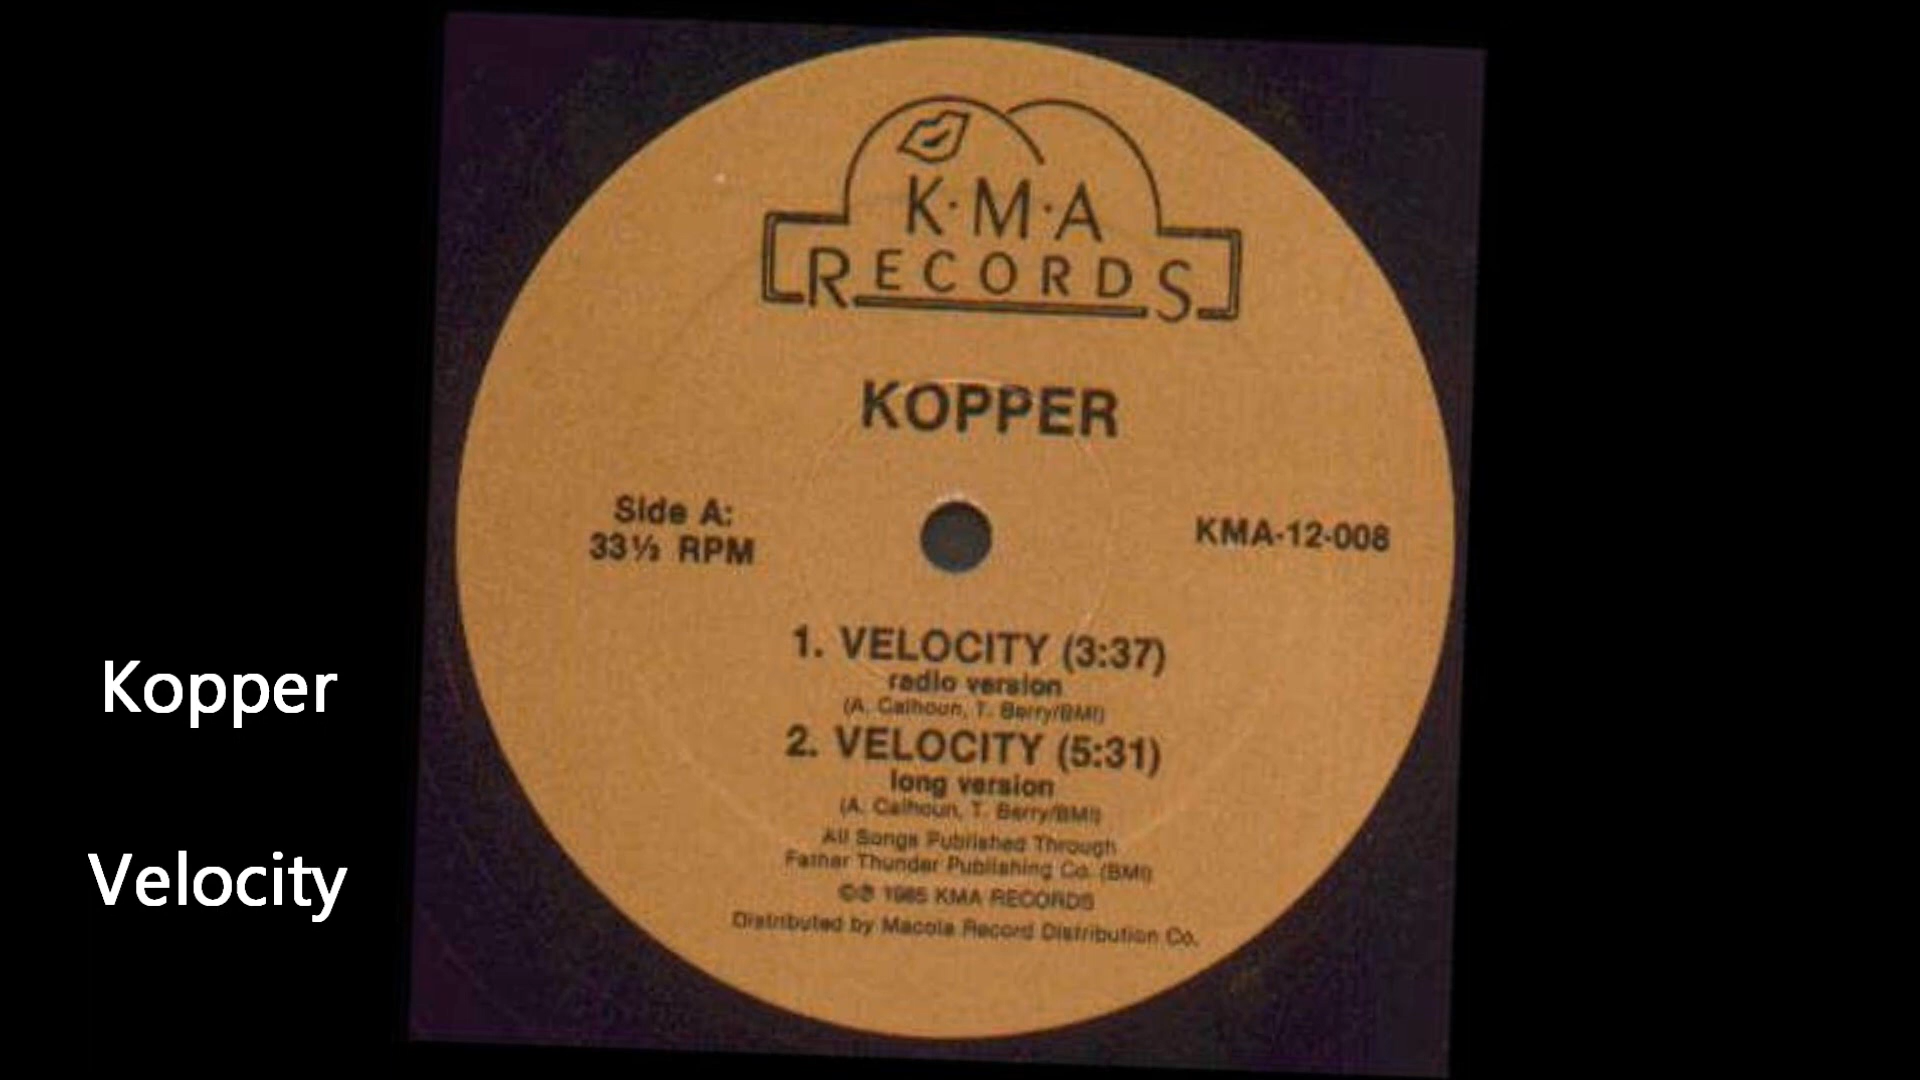 K·M·A
RECORDS
KOPPER
Side A:
33⅓ RPM
KMA-12-008
1. VELOCITY (3:37)
radio version
(A. Calhoun, T. Berry/BMI)
2. VELOCITY (5:31)
long version
(A. Calhoun, T. Berry/BMI)
All Songs Published Through
Father Thunder Publishing Co. (BMI)
©℗ 1985 KMA RECORDS
Distributed by Macola Record Distribution Co.
Kopper
Velocity